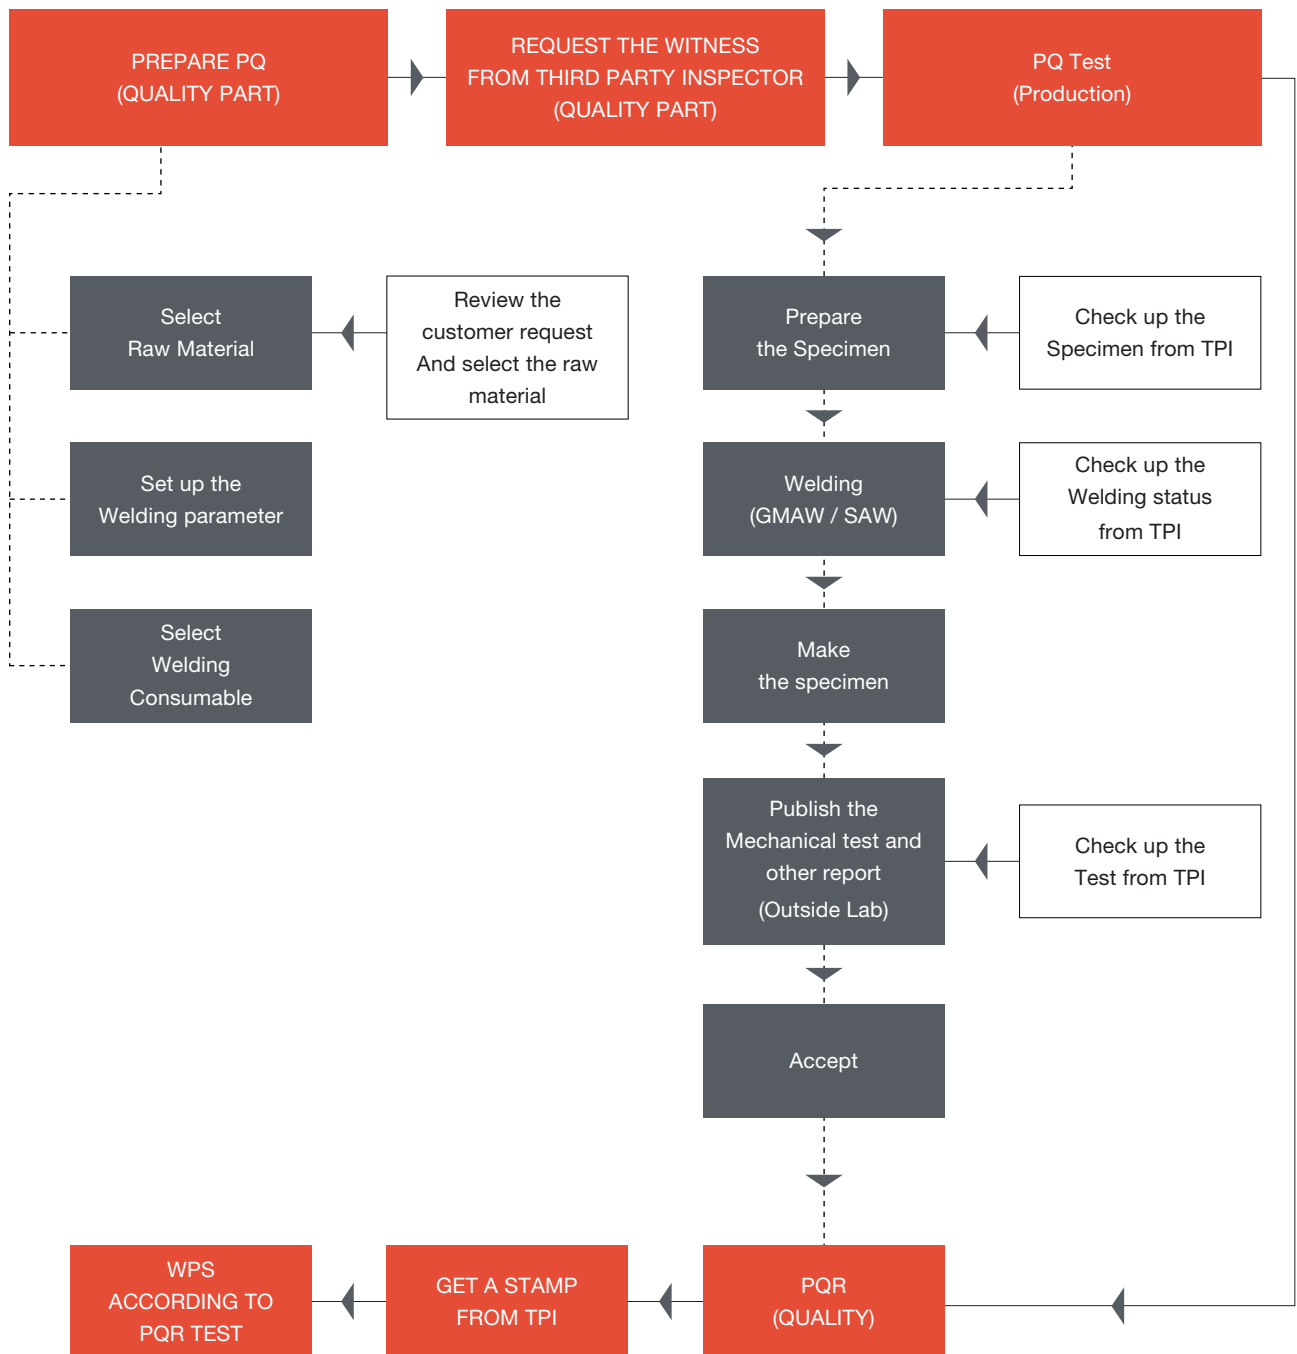 PREPARE PQ
(QUALITY PART)
REQUEST THE WITNESS
FROM THIRD PARTY INSPECTOR
(QUALITY PART)
PQ Test
(Production)
Select
Raw Material
Review the
customer request
And select the raw
material
Prepare
the Specimen
Check up the
Specimen from TPI
Set up the
Welding parameter
Welding
(GMAW / SAW)
Check up the
Welding status
from TPI
Select
Welding
Consumable
Make
the specimen
Publish the
Mechanical test and
other report
(Outside Lab)
Check up the
Test from TPI
Accept
WPS
ACCORDING TO
PQR TEST
GET A STAMP
FROM TPI
PQR
(QUALITY)